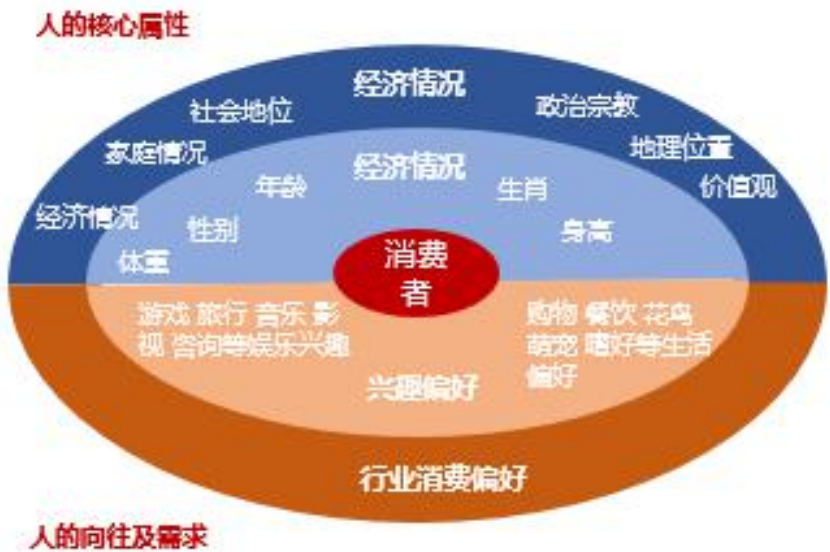 人的核心属性
经济情况
社会地位
政治宗教
家庭情况
地理位置
经济情况
价值观
经济情况
年龄
生肖
性别
身高
体重
消费
者
游戏 旅行 音乐 影
视 咨询等娱乐兴趣
购物 餐饮 花鸟
萌宠 嗜好等生活
偏好
兴趣偏好
行业消费偏好
人的向往及需求